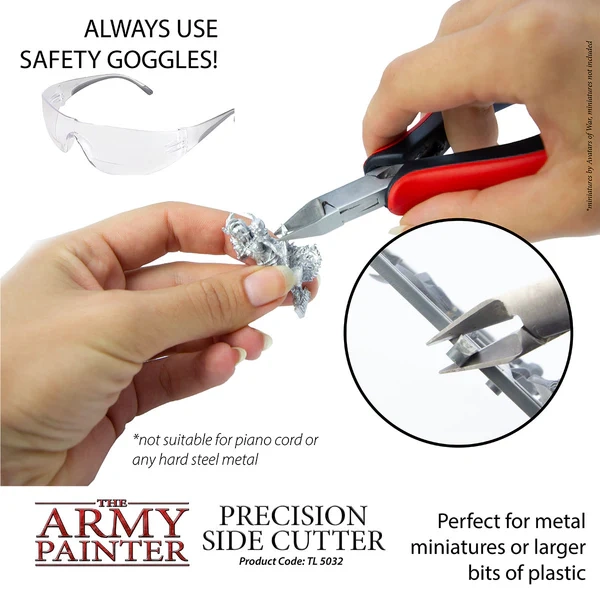 ALWAYS USE
SAFETY GOGGLES!
*miniatures by Avatars of War, miniatures not included
*not suitable for piano cord or
any hard steel metal
THE
ARMY
PAINTER
PRECISION
SIDE CUTTER
Product Code: TL 5032
Perfect for metal
miniatures or larger
bits of plastic